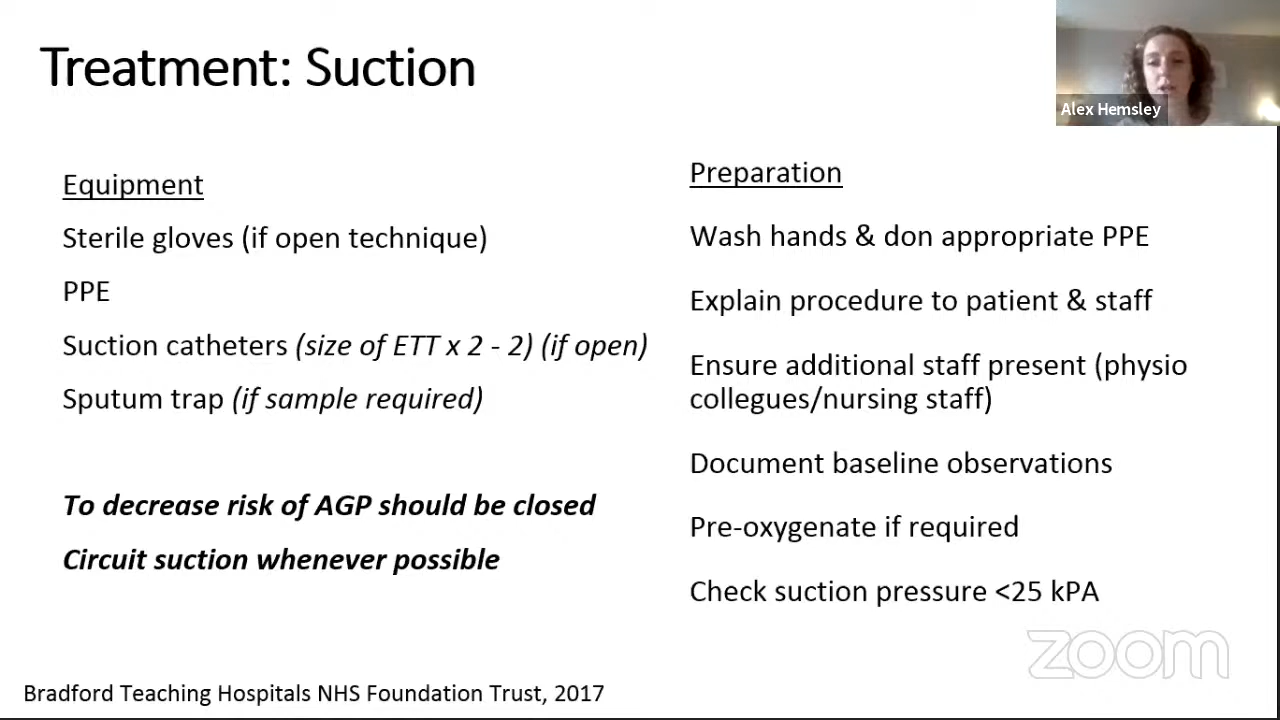 Treatment: Suction
Alex Hemsley
Equipment
Sterile gloves (if open technique)
PPE
Suction catheters (size of ETT x 2 - 2) (if open)
Sputum trap (if sample required)
To decrease risk of AGP should be closed
Circuit suction whenever possible
Preparation
Wash hands & don appropriate PPE
Explain procedure to patient & staff
Ensure additional staff present (physio
collegues/nursing staff)
Document baseline observations
Pre-oxygenate if required
Check suction pressure <25 kPA
zoom
Bradford Teaching Hospitals NHS Foundation Trust, 2017